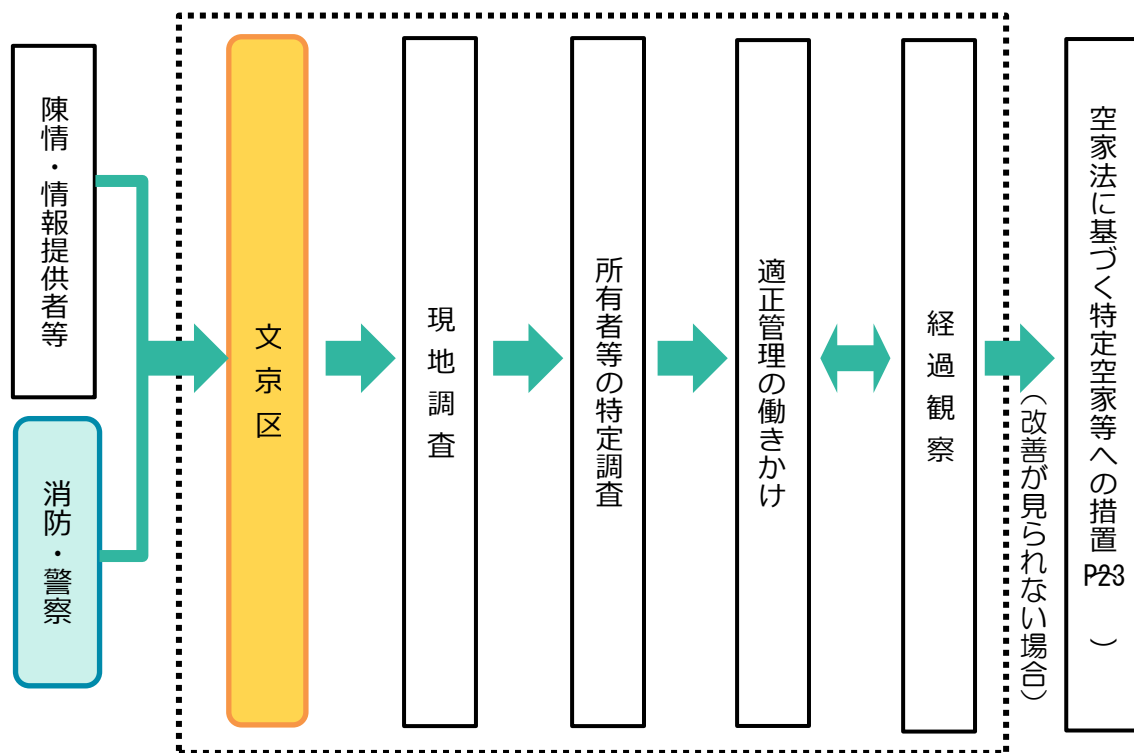 陳情・情報提供者等
消防・警察
文京区
現地調査
所有者等の特定調査
適正管理の働きかけ
経過観察
（改善が見られない場合）
空家法に基づく特定空家等への措置
P23
）